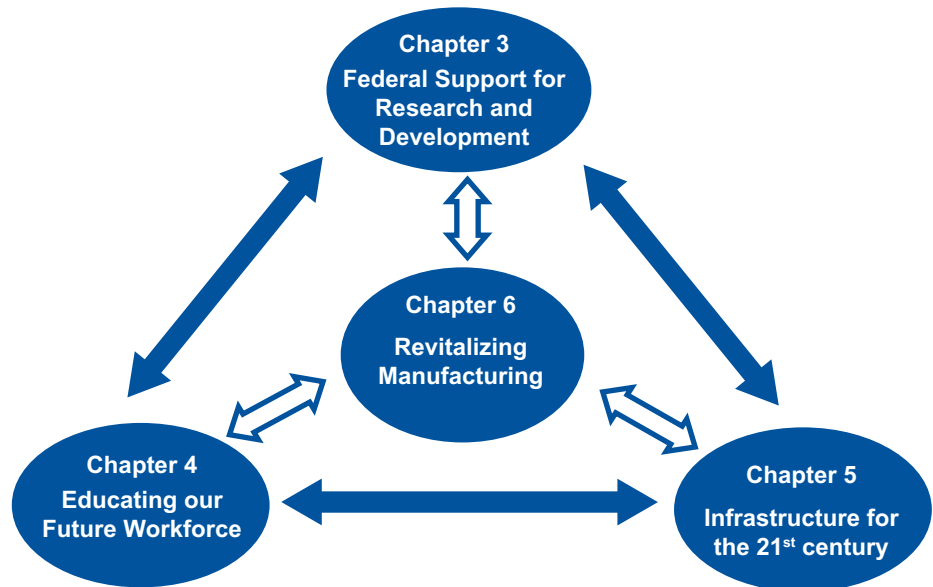 Chapter 3
Federal Support for
Research and
Development
Chapter 6
Revitalizing
Manufacturing
Chapter 4
Educating our
Future Workforce
Chapter 5
Infrastructure for
the 21st century